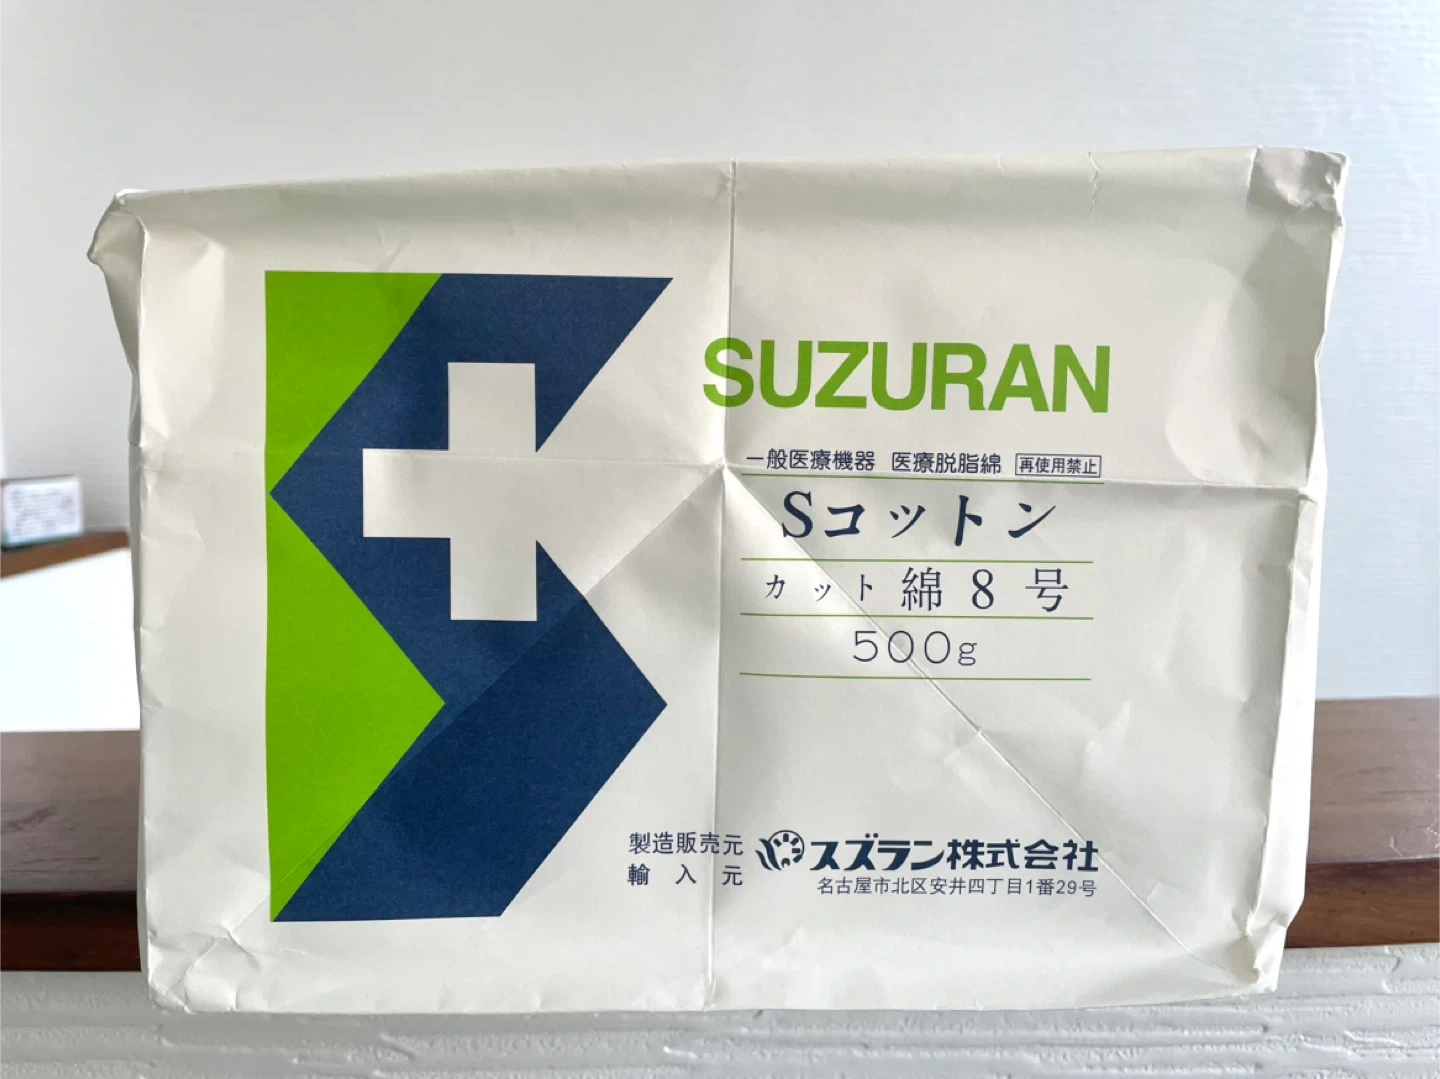 SUZURAN
一般医療機器 医療脱脂綿 再使用禁止
Sコットン
カット綿8号
500g
製造販売元
輸入元
スズラン株式会社
名古屋市北区安井四丁目1番29号